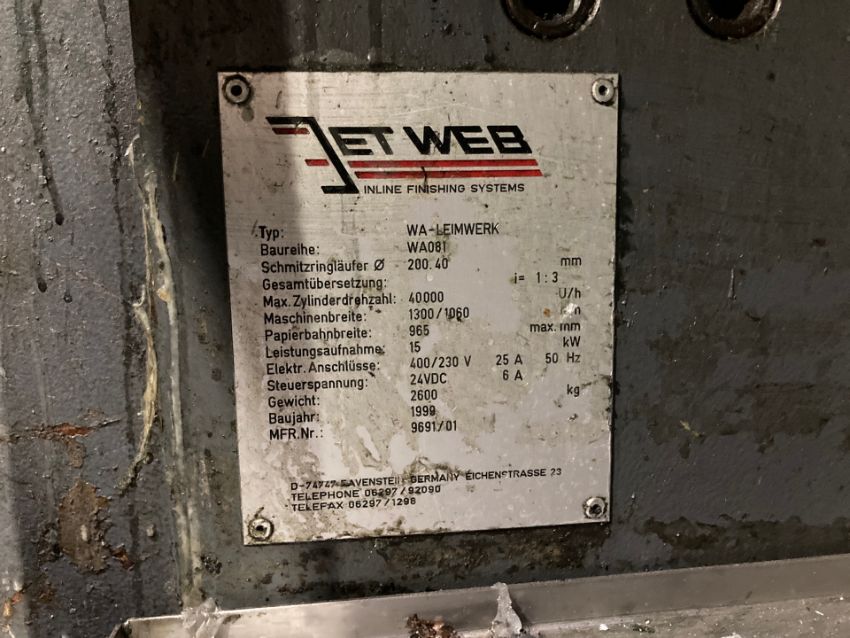 JET WEB
INLINE FINISHING SYSTEMS
Typ: WA-LEIMWERK
Baureihe: WA081
Schmitzringläufer Ø 200.40 mm
Gesamtübersetzung: i= 1:3
Max. Zylinderdrehzahl: 40000 U/h
Maschinenbreite: 1300/1060
Papierbahnbreite: 965 max. mm
Leistungsaufnahme: 15 kW
Elektr. Anschlüsse: 400/230 V 25 A 50 Hz
Steuerspannung: 24VDC 6 A
Gewicht: 2600 kg
Baujahr: 1999
MFR.Nr.: 9691/01
D-74747 RAVENSTEIN GERMANY EICHENSTRASSE 23
TELEPHONE 06297/92090
TELEFAX 06297/1298